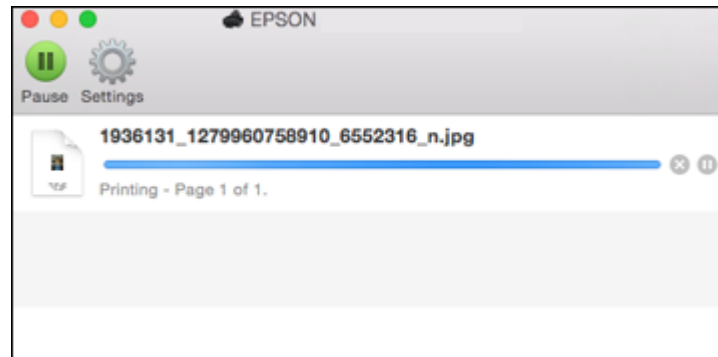 EPSON
Pause Settings
1936131_1279960758910_6552316_n.jpg
Printing - Page 1 of 1.